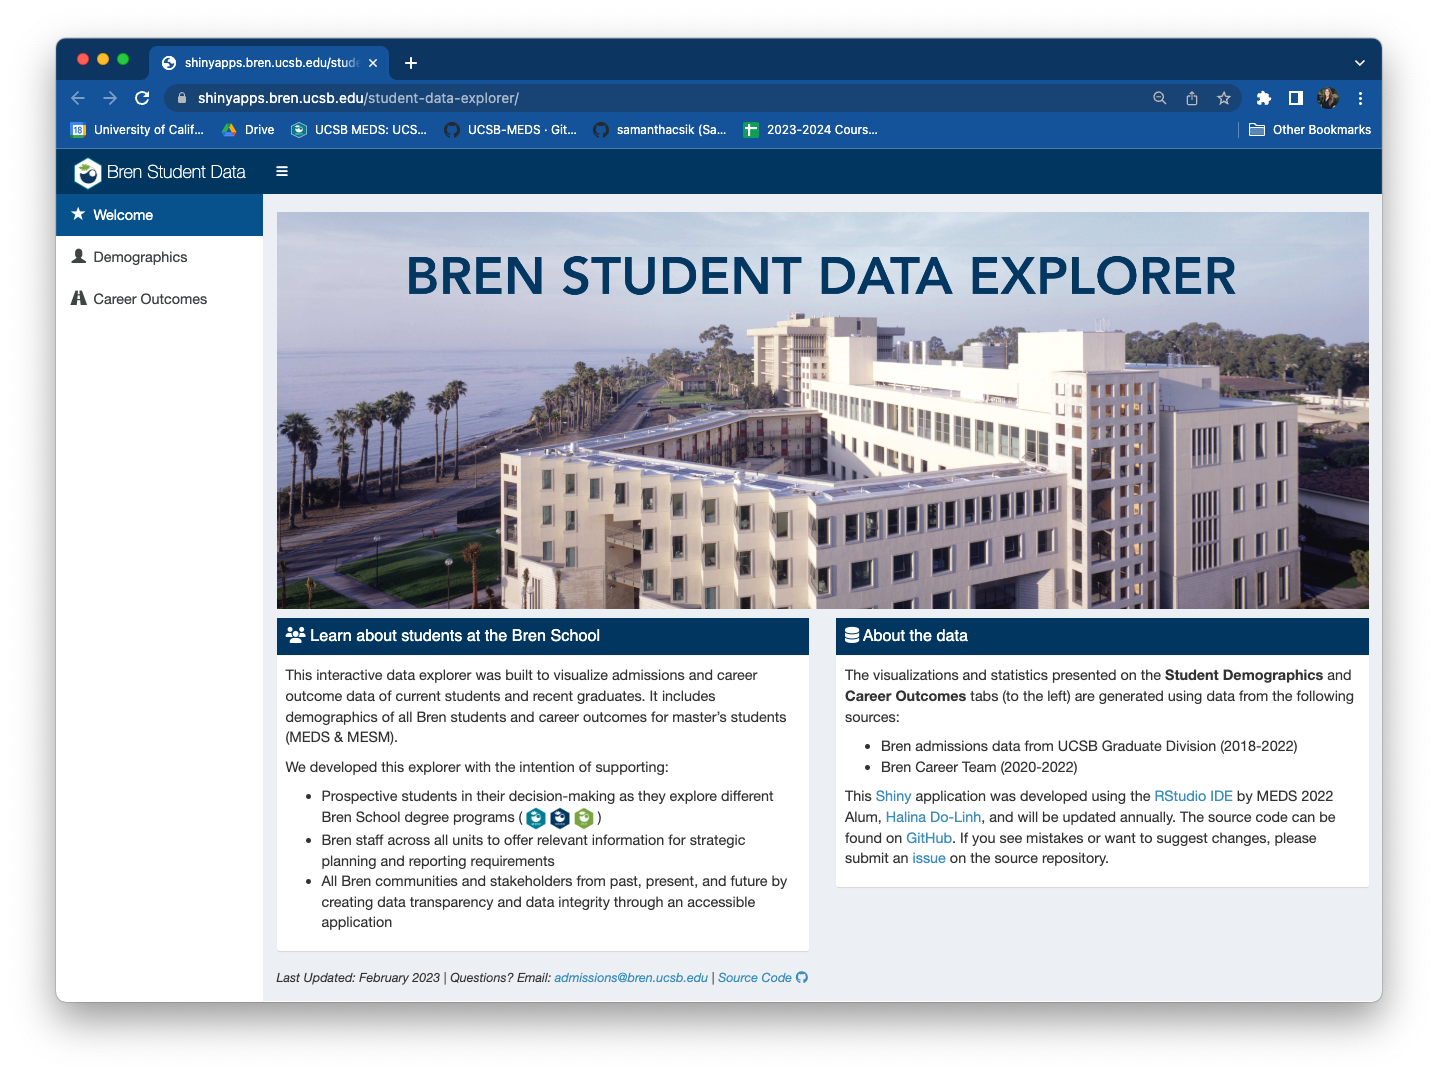 shinyapps.bren.ucsb.edu/stude
shinyapps.bren.ucsb.edu/student-data-explorer/
University of Calif...
Drive
UCSB MEDS: UCS...
UCSB-MEDS · Git...
samanthacsik (Sa...
2023-2024 Cours...
Other Bookmarks
Bren Student Data
Welcome
Demographics
Career Outcomes
BREN STUDENT DATA EXPLORER
Learn about students at the Bren School
This interactive data explorer was built to visualize admissions and career
outcome data of current students and recent graduates. It includes
demographics of all Bren students and career outcomes for master’s students
(MEDS & MESM).
We developed this explorer with the intention of supporting:
• Prospective students in their decision-making as they explore different
Bren School degree programs ( )
• Bren staff across all units to offer relevant information for strategic
planning and reporting requirements
• All Bren communities and stakeholders from past, present, and future by
creating data transparency and data integrity through an accessible
application
About the data
The visualizations and statistics presented on the Student Demographics and
Career Outcomes tabs (to the left) are generated using data from the following
sources:
• Bren admissions data from UCSB Graduate Division (2018-2022)
• Bren Career Team (2020-2022)
This Shiny application was developed using the RStudio IDE by MEDS 2022
Alum, Halina Do-Linh, and will be updated annually. The source code can be
found on GitHub. If you see mistakes or want to suggest changes, please
submit an issue on the source repository.
Last Updated: February 2023 | Questions? Email: admissions@bren.ucsb.edu | Source Code